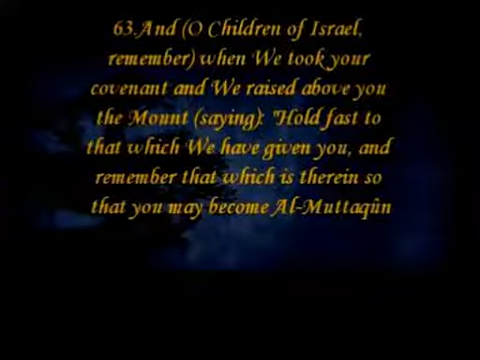 63.And (O Children of Israel,
remember) when We took your
covenant and We raised above you
the Mount (saying): "Hold fast to
that which We have given you, and
remember that which is therein so
that you may become Al-Muttaqûn